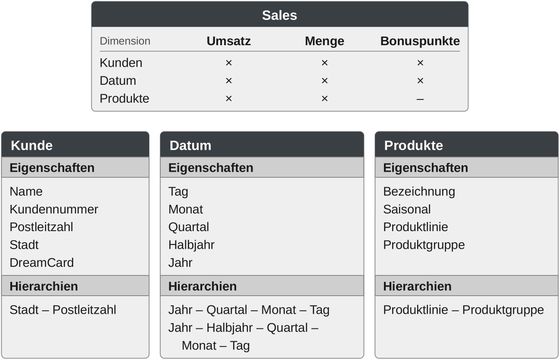 Sales
Dimension Umsatz Menge Bonuspunkte
Kunden × × ×
Datum × × ×
Produkte × × –
Kunde
Eigenschaften
Name
Kundennummer
Postleitzahl
Stadt
DreamCard
Hierarchien
Stadt – Postleitzahl
Datum
Eigenschaften
Tag
Monat
Quartal
Halbjahr
Jahr
Hierarchien
Jahr – Quartal – Monat – Tag
Jahr – Halbjahr – Quartal –
Monat – Tag
Produkte
Eigenschaften
Bezeichnung
Saisonal
Produktlinie
Produktgruppe
Hierarchien
Produktlinie – Produktgruppe